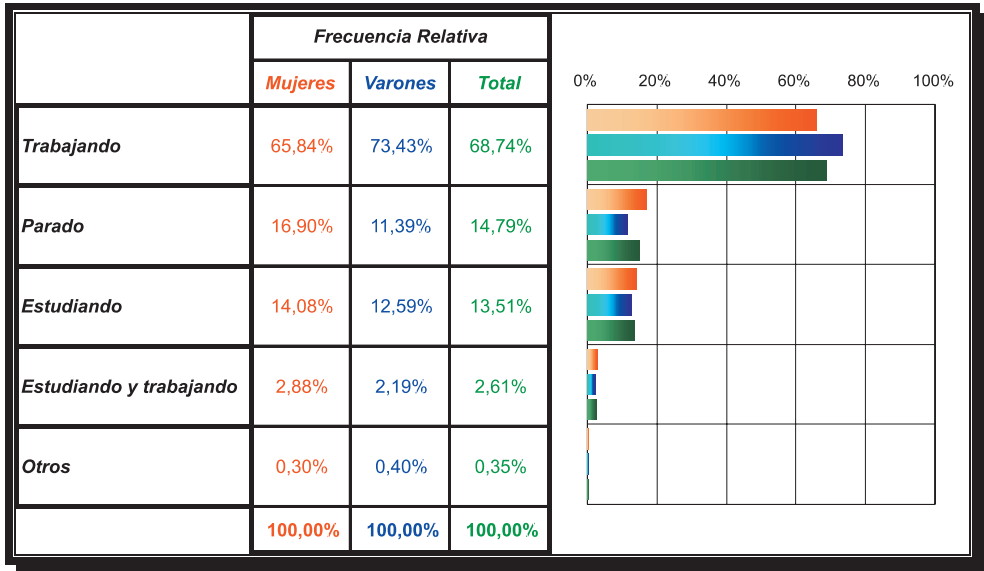 Frecuencia Relativa
Mujeres Varones Total
0% 20% 40% 60% 80% 100%
Trabajando 65,84% 73,43% 68,74%
Parado 16,90% 11,39% 14,79%
Estudiando 14,08% 12,59% 13,51%
Estudiando y trabajando 2,88% 2,19% 2,61%
Otros 0,30% 0,40% 0,35%
100,00% 100,00% 100,00%